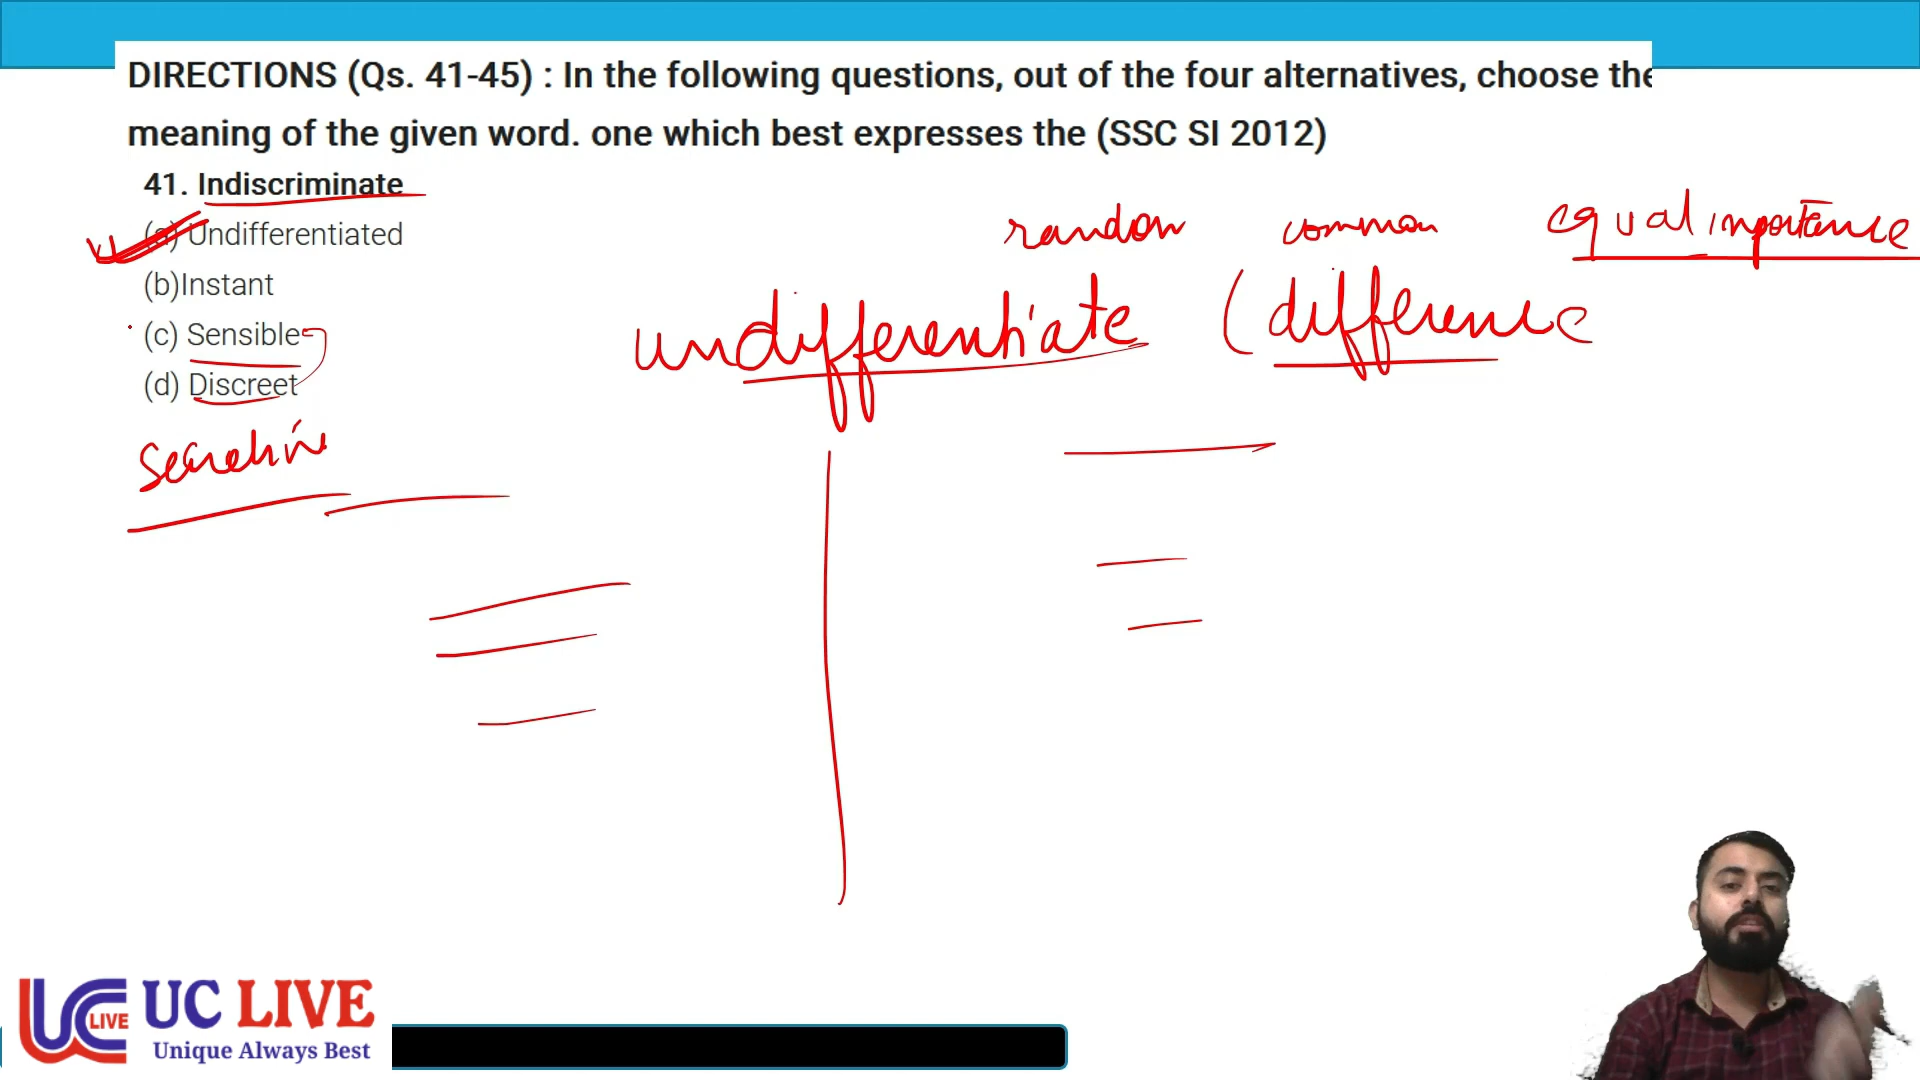 DIRECTIONS (Qs. 41-45) : In the following questions, out of the four alternatives, choose the
meaning of the given word. one which best expresses the (SSC SI 2012)
41. Indiscriminate
(a) Undifferentiated
(b)Instant
(c) Sensible
(d) Discreet
random common equal importence
undifferentiate (difference
LIVE UC LIVE
Unique Always Best